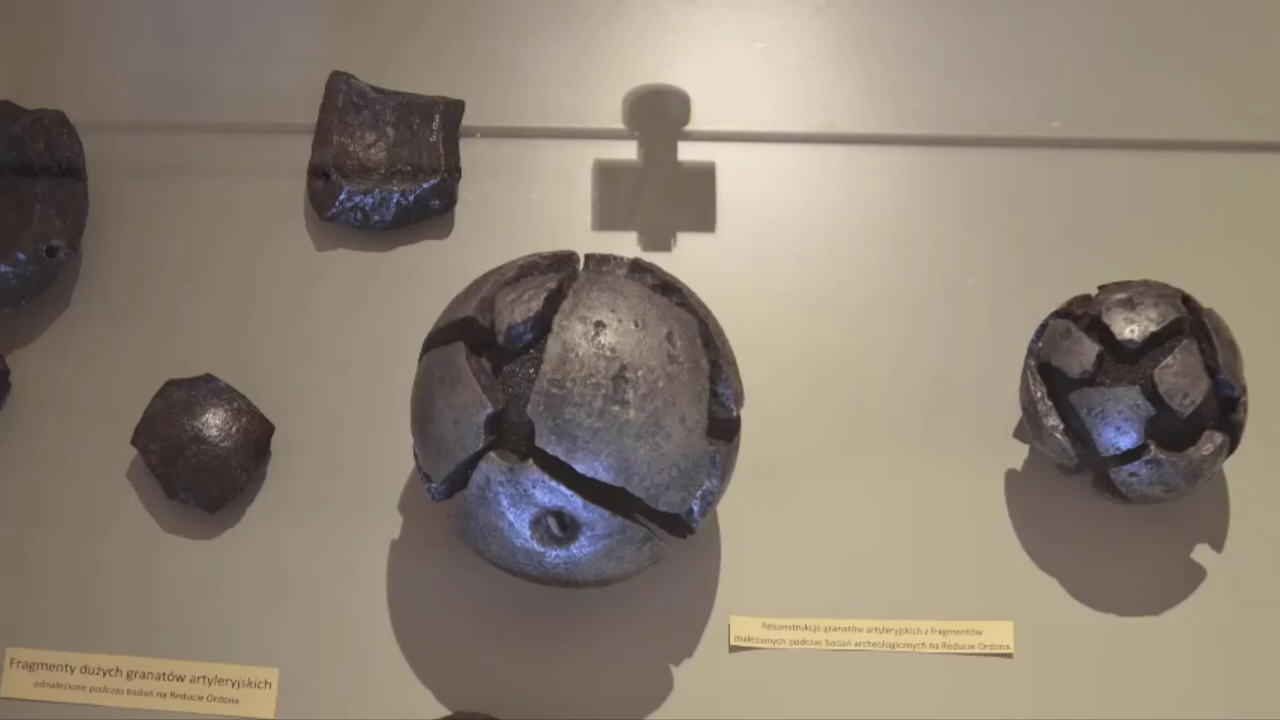 Fragmenty dużych granatów artyleryjskich
odnalezione podczas badań na Reducie Ordona.
Rekonstrukcje granatów artyleryjskich z fragmentów
znalezionych podczas badań archeologicznych na Reducie Ordona.